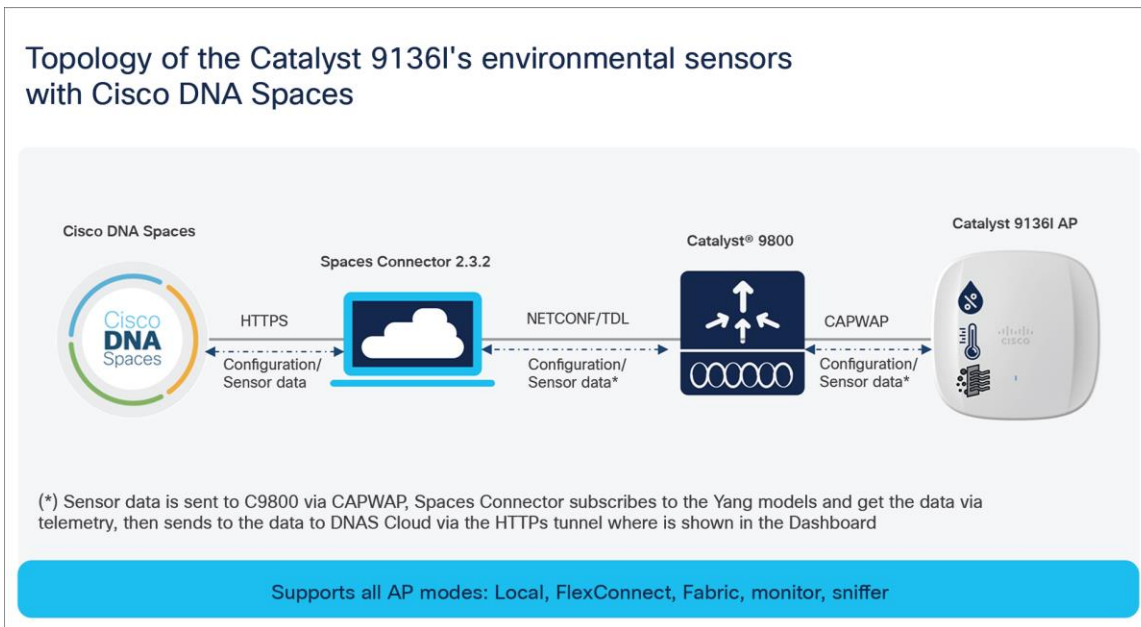 Topology of the Catalyst 9136I's environmental sensors
with Cisco DNA Spaces
Cisco DNA Spaces
Spaces Connector 2.3.2
Catalyst® 9800
Catalyst 9136I AP
Cisco
DNA
Spaces
HTTPS
Configuration/
Sensor data
NETCONF/TDL
Configuration/
Sensor data*
CAPWAP
Configuration/
Sensor data*
%
CISCO
(*) Sensor data is sent to C9800 via CAPWAP, Spaces Connector subscribes to the Yang models and get the data via
telemetry, then sends to the data to DNAS Cloud via the HTTPs tunnel where is shown in the Dashboard
Supports all AP modes: Local, FlexConnect, Fabric, monitor, sniffer